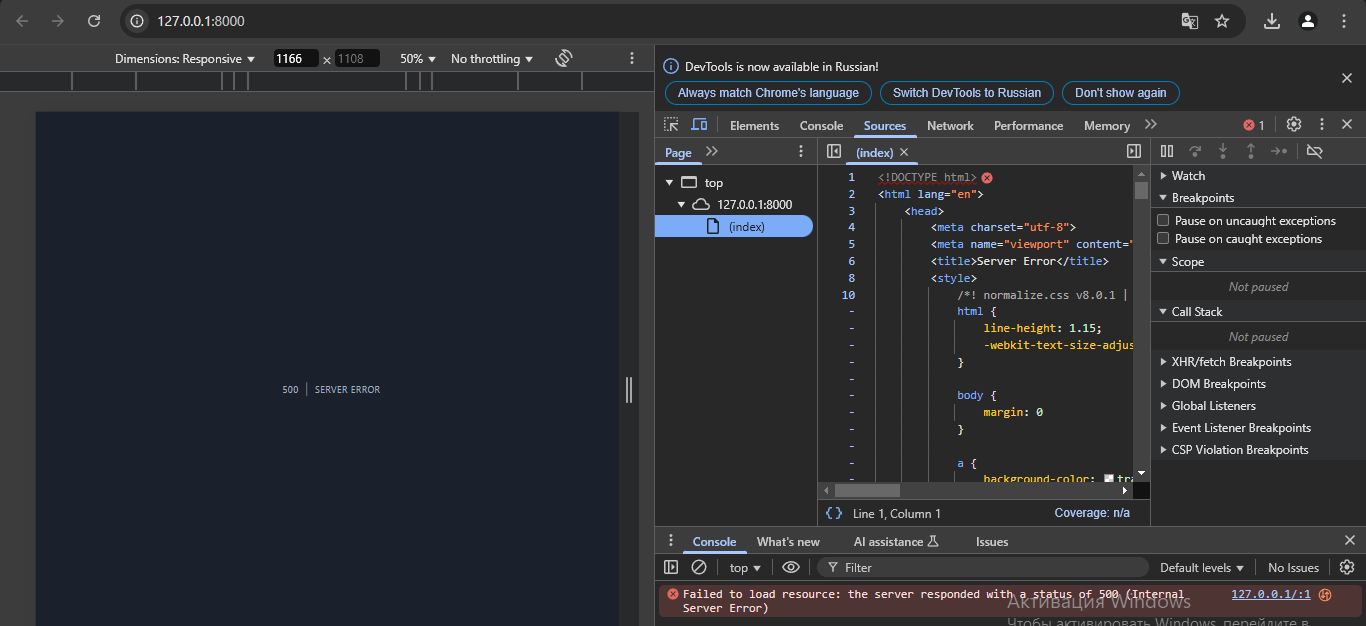 127.0.0.1:8000
Dimensions: Responsive 1166 × 1108 50% No throttling
DevTools is now available in Russian!
Always match Chrome's language Switch DevTools to Russian Don't show again
Elements Console Sources Network Performance Memory 1
Page
(index)
top
127.0.0.1:8000
(index)
1 <!DOCTYPE html>
2 <html lang="en">
3 <head>
4 <meta charset="utf-8">
5 <meta name="viewport" content="
6 <title>Server Error</title>
8 <style>
10 /*! normalize.css v8.0.1 |
- html {
- line-height: 1.15;
- -webkit-text-size-adjus
- }
-
- body {
- margin: 0
- }
-
- a {
- background-color: tra
Line 1, Column 1 Coverage: n/a
Watch
Breakpoints
Pause on uncaught exceptions
Pause on caught exceptions
Scope
Not paused
Call Stack
Not paused
XHR/fetch Breakpoints
DOM Breakpoints
Global Listeners
Event Listener Breakpoints
CSP Violation Breakpoints
500 | SERVER ERROR
Console What's new AI assistance Issues
top Filter Default levels No Issues
Failed to load resource: the server responded with a status of 500 (Internal 127.0.0.1/:1
Server Error)
Активация Windows
Чтобы активировать Windows, перейдите в